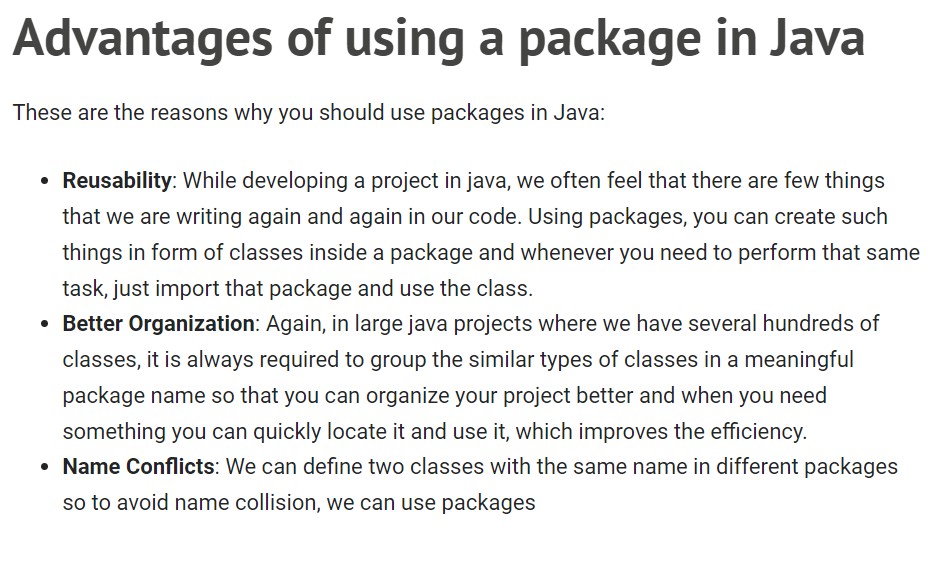 Advantages of using a package in Java
These are the reasons why you should use packages in Java:
• Reusability: While developing a project in java, we often feel that there are few things
that we are writing again and again in our code. Using packages, you can create such
things in form of classes inside a package and whenever you need to perform that same
task, just import that package and use the class.
• Better Organization: Again, in large java projects where we have several hundreds of
classes, it is always required to group the similar types of classes in a meaningful
package name so that you can organize your project better and when you need
something you can quickly locate it and use it, which improves the efficiency.
• Name Conflicts: We can define two classes with the same name in different packages
so to avoid name collision, we can use packages